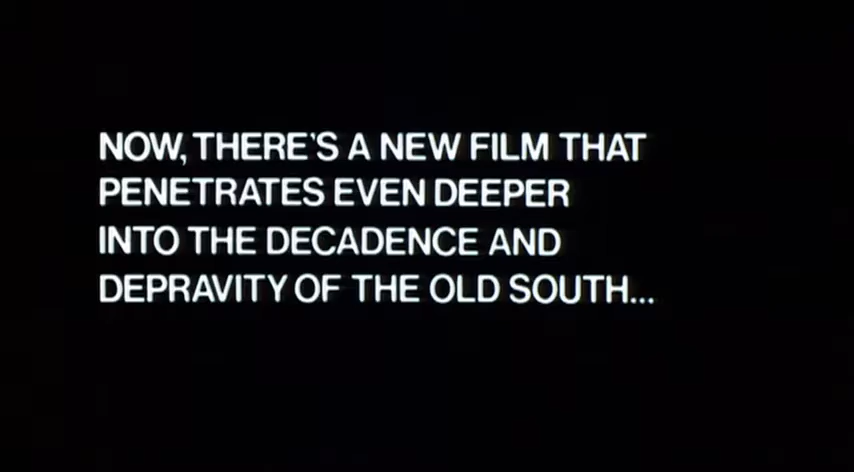 NOW, THERE'S A NEW FILM THAT
PENETRATES EVEN DEEPER
INTO THE DECADENCE AND
DEPRAVITY OF THE OLD SOUTH...